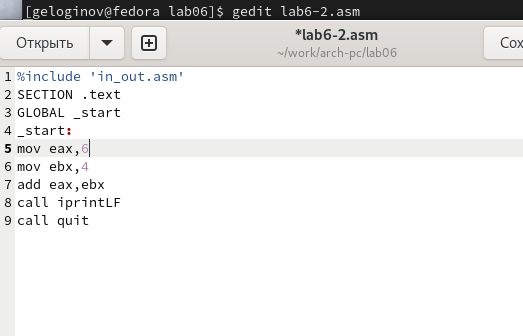 [geloginov@fedora lab06]$ gedit lab6-2.asm
Открыть
*lab6-2.asm
~/work/arch-pc/lab06
Сох
1 %include 'in_out.asm'
2 SECTION .text
3 GLOBAL _start
4 _start:
5 mov eax,6
6 mov ebx,4
7 add eax,ebx
8 call iprintLF
9 call quit